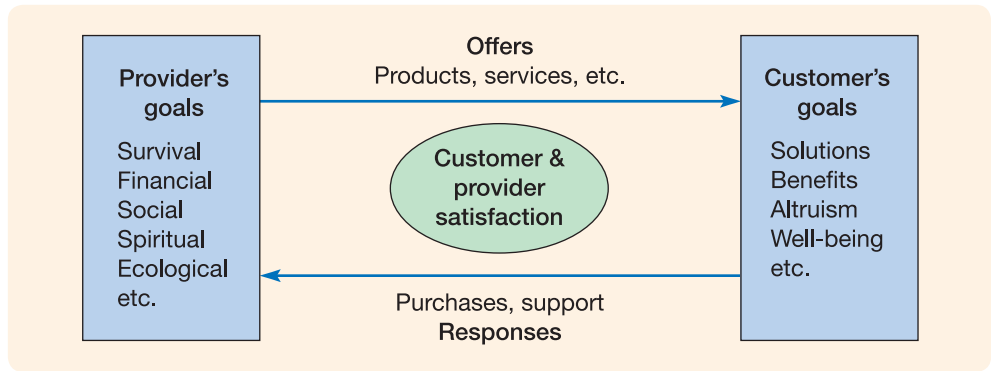 Provider's
goals
Survival
Financial
Social
Spiritual
Ecological
etc.
Offers
Products, services, etc.
Customer &
provider
satisfaction
Purchases, support
Responses
Customer's
goals
Solutions
Benefits
Altruism
Well-being
etc.